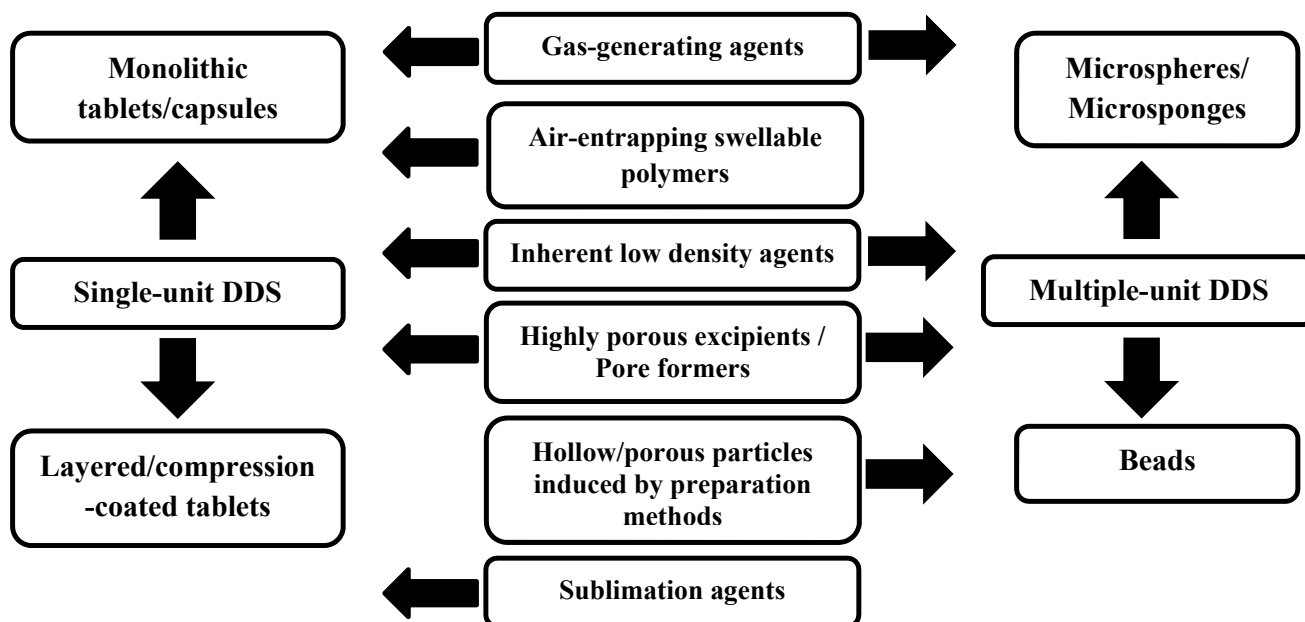 Monolithic
tablets/capsules
Single-unit DDS
Layered/compression
-coated tablets
Gas-generating agents
Air-entrapping swellable
polymers
Inherent low density agents
Highly porous excipients /
Pore formers
Hollow/porous particles
induced by preparation
methods
Sublimation agents
Microspheres/
Microsponges
Multiple-unit DDS
Beads